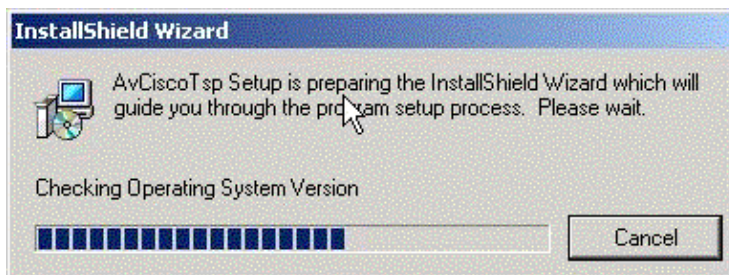 InstallShield Wizard
AvCiscoTsp Setup is preparing the InstallShield Wizard which will
guide you through the program setup process. Please wait.
Checking Operating System Version
Cancel